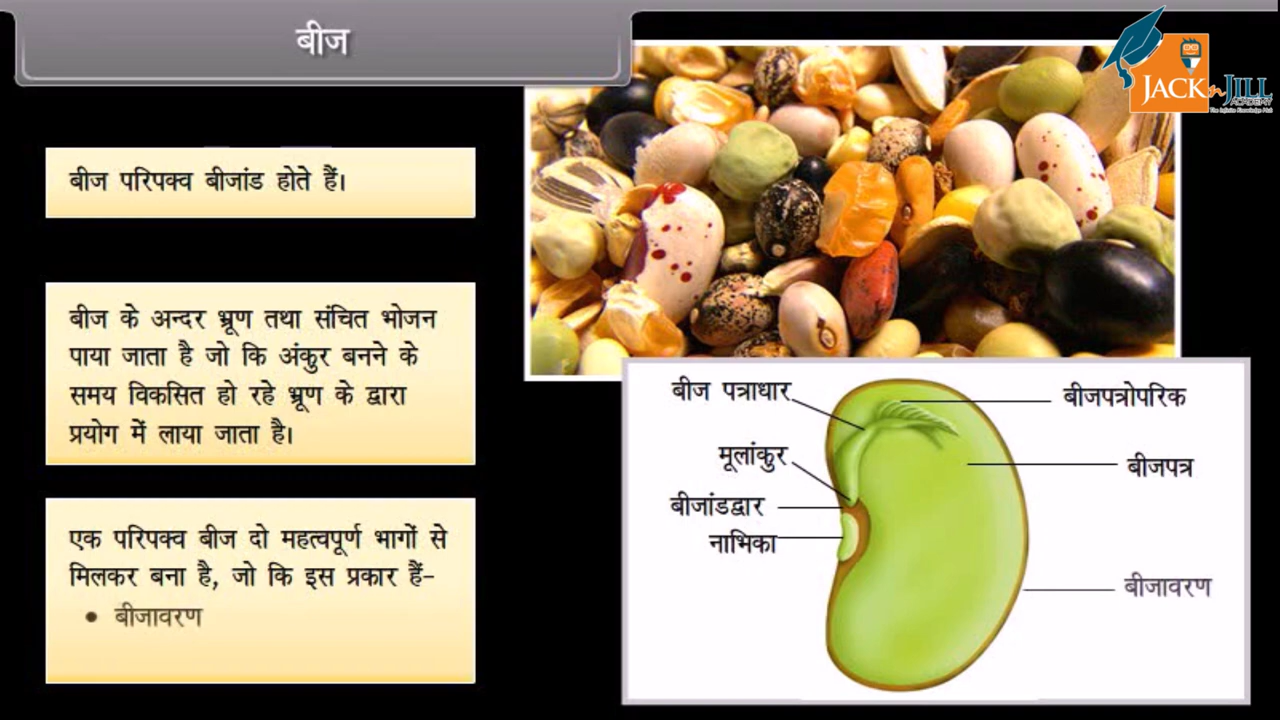 बीज
JACK n JILL
ACADEMY
बीज परिपक्व बीजांड होते हैं।
बीज के अन्दर भ्रूण तथा संचित भोजन
पाया जाता है जो कि अंकुर बनने के
समय विकसित हो रहे भ्रूण के द्वारा
प्रयोग में लाया जाता है।
एक परिपक्व बीज दो महत्वपूर्ण भागों से
मिलकर बना है, जो कि इस प्रकार हैं-
• बीजावरण
बीज पत्राधार
बीजपत्रोपरिक
मूलांकुर
बीजपत्र
बीजांडद्वार
नाभिका
बीजावरण